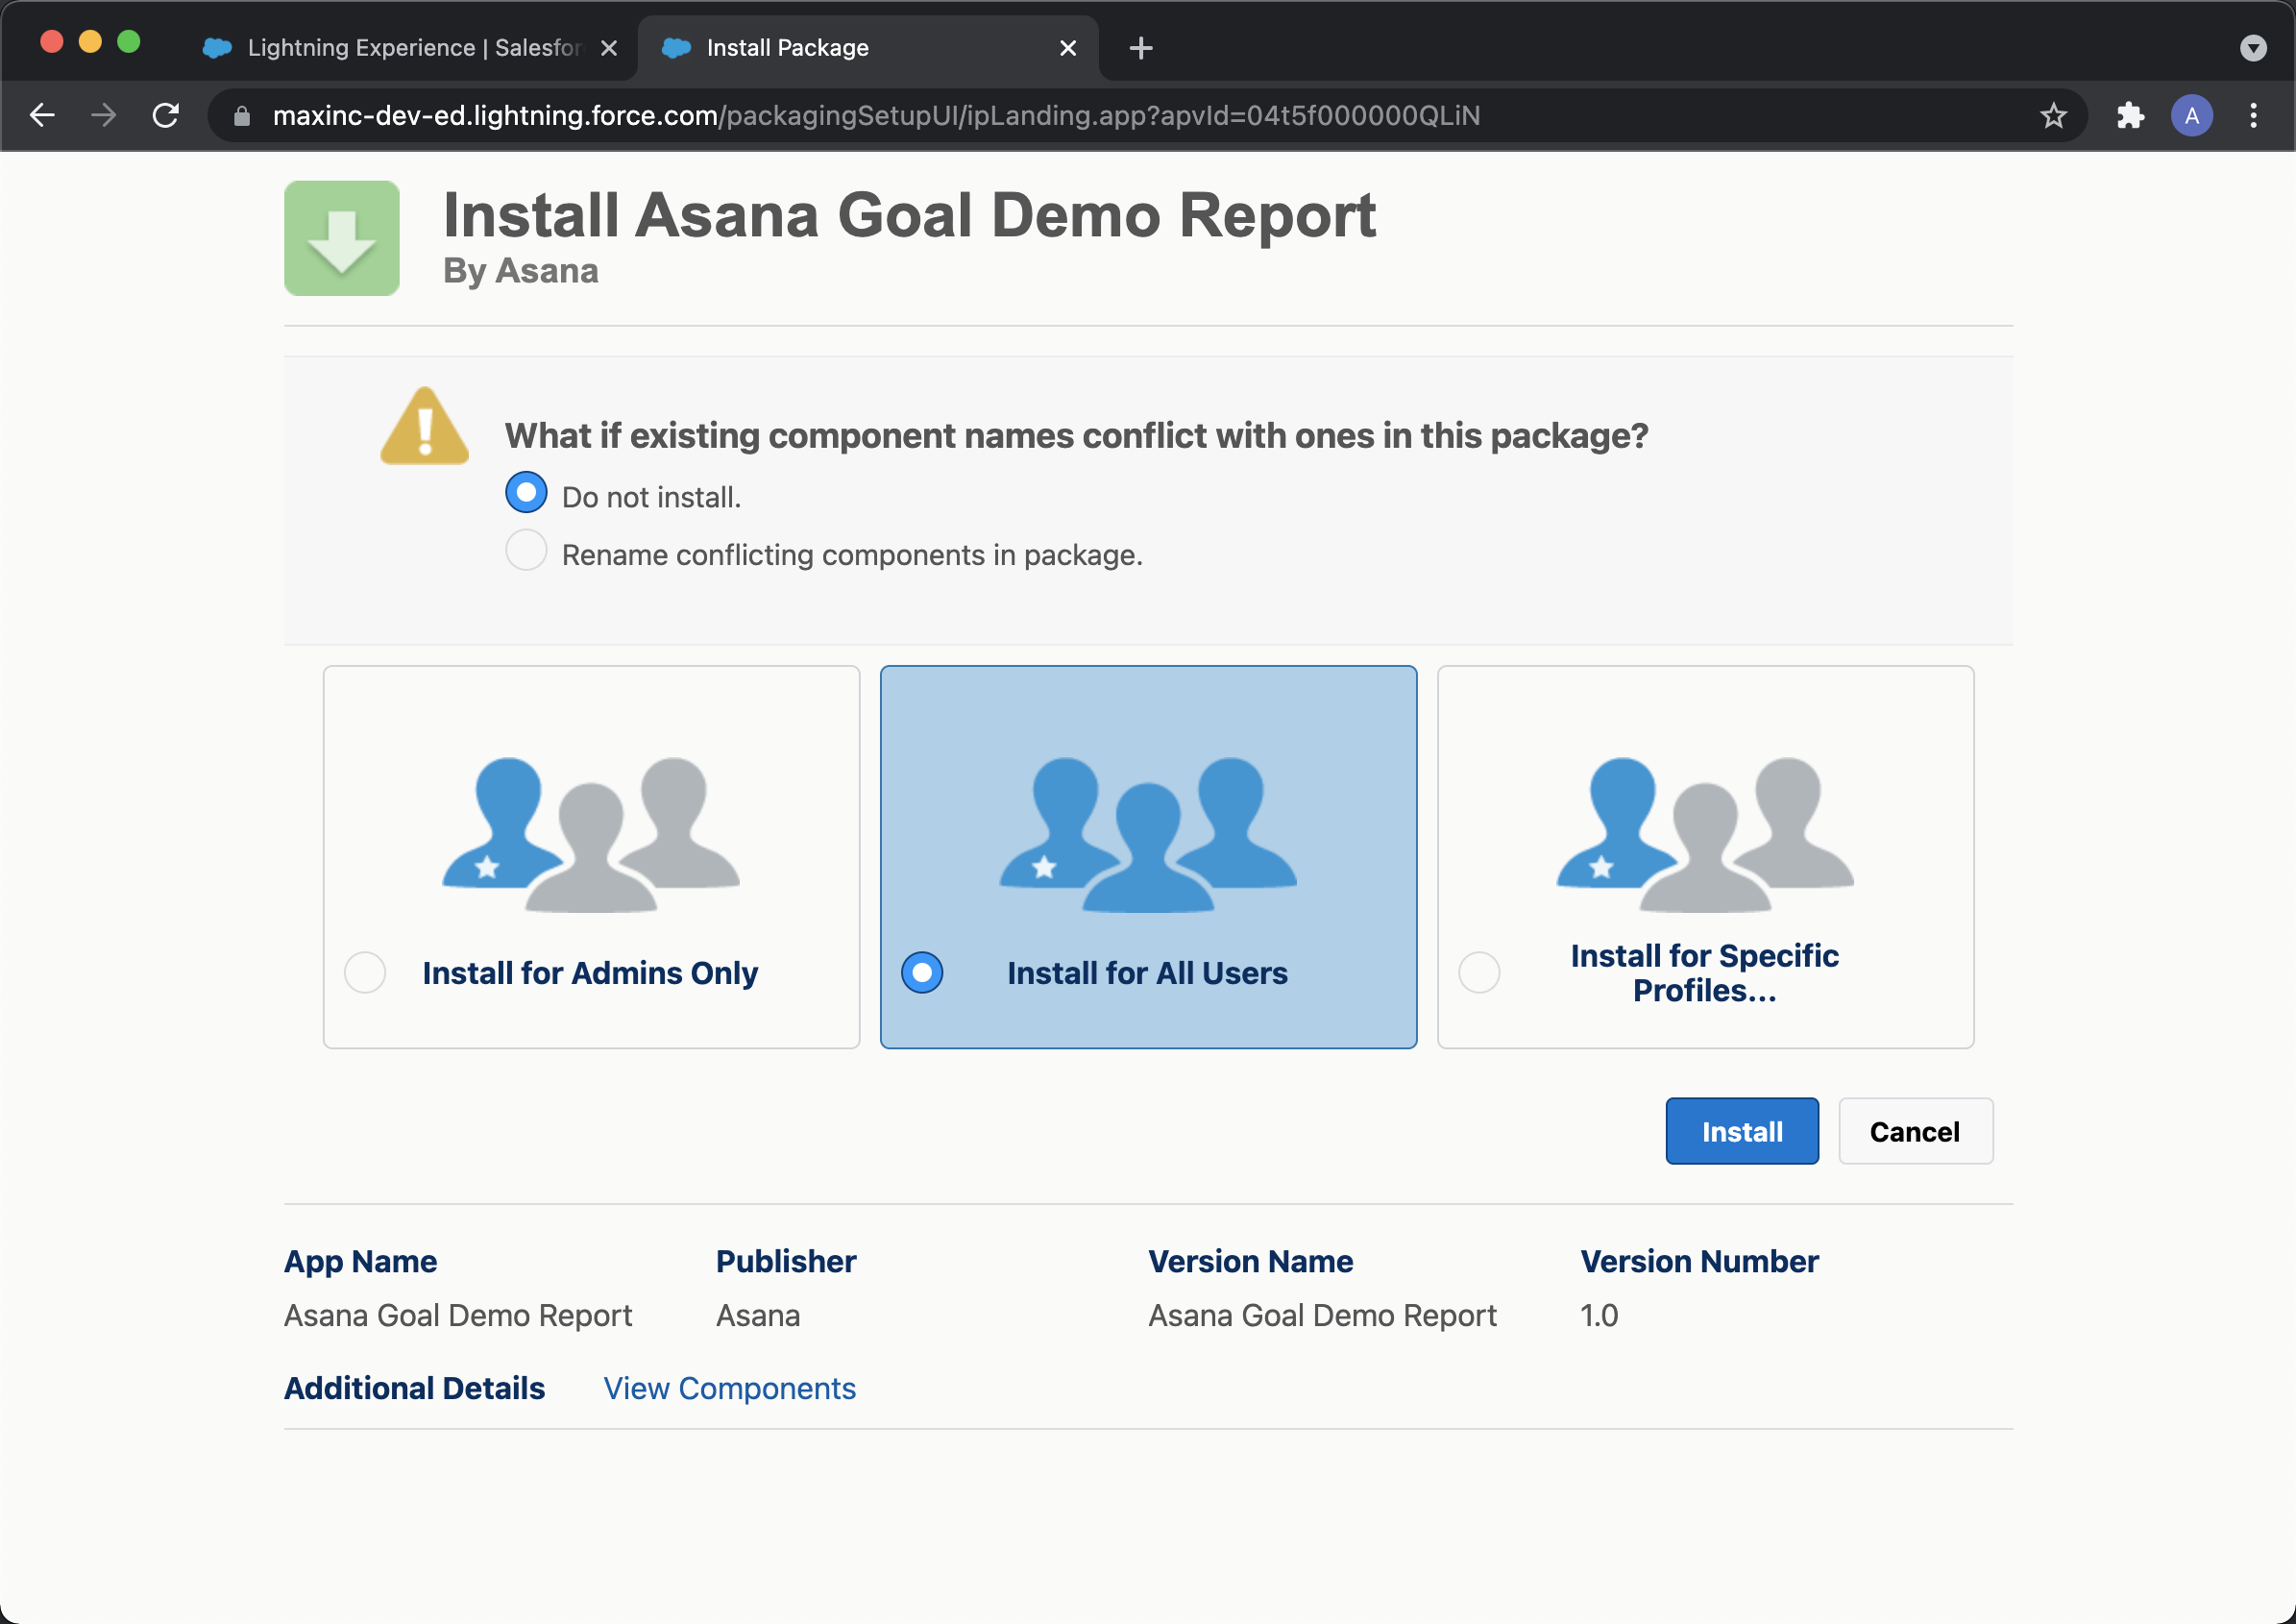 Lightning Experience | Salesfor
Install Package
maxinc-dev-ed.lightning.force.com/packagingSetupUI/ipLanding.app?apvId=04t5f000000QLiN
A
Install Asana Goal Demo Report
By Asana
What if existing component names conflict with ones in this package?
Do not install.
Rename conflicting components in package.
Install for Admins Only
Install for All Users
Install for Specific
Profiles...
Install
Cancel
App Name
Publisher
Version Name
Version Number
Asana Goal Demo Report
Asana
Asana Goal Demo Report
1.0
Additional Details
View Components